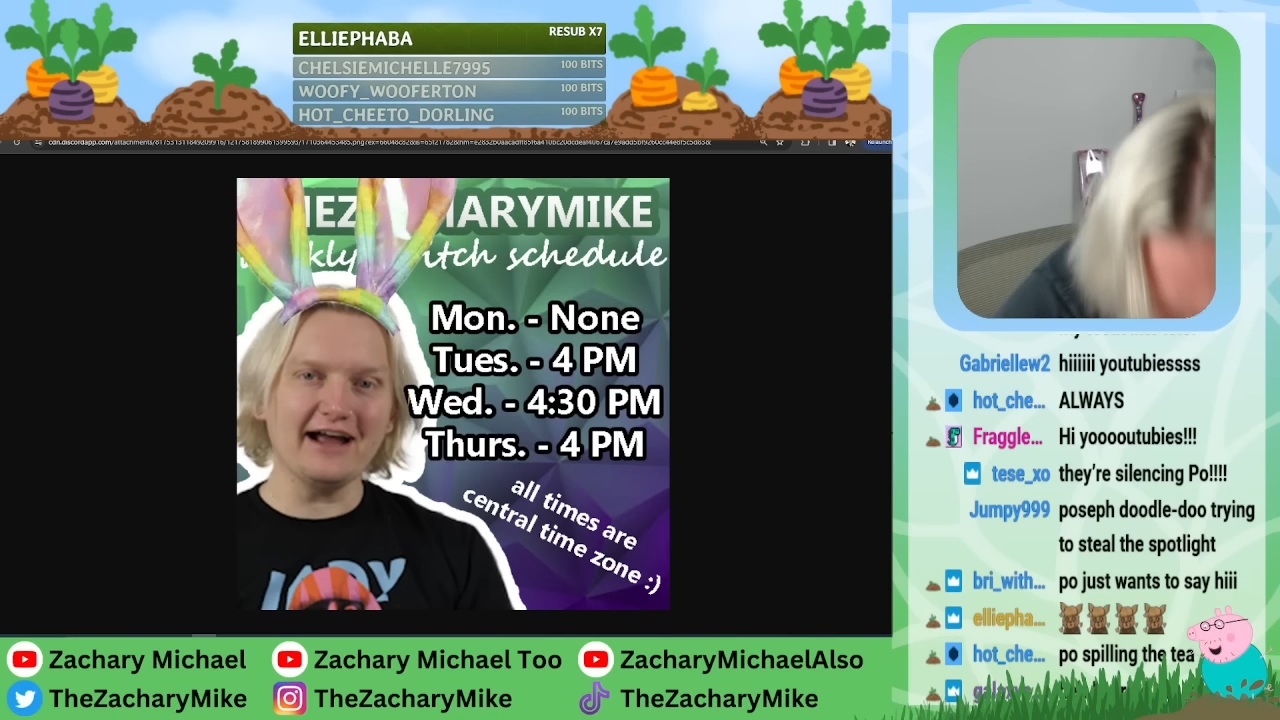 ELLIEPHABA
RESUB X7
CHELSIEMICHELLE7995
100 BITS
WOOFY_WOOFERTON
100 BITS
HOT_CHEETO_DORLING
100 BITS
HARYMIKE
schedule
Mon. - None
Tues. - 4 PM
Wed. - 4:30 PM
Thurs. - 4 PM
all times are
central time zone :)
Gabriellew2 hiiiiii youtubiessss
hot_che... ALWAYS
Fraggle... Hi yooooutubies!!!
tese_xo they're silencing Po!!!!
Jumpy999 poseph doodle-doo trying
to steal the spotlight
bri_with... po just wants to say hiii
elliepha...
hot_che... po spilling the tea
Zachary Michael
Zachary Michael Too
ZacharyMichaelAlso
TheZacharyMike
TheZacharyMike
TheZacharyMike